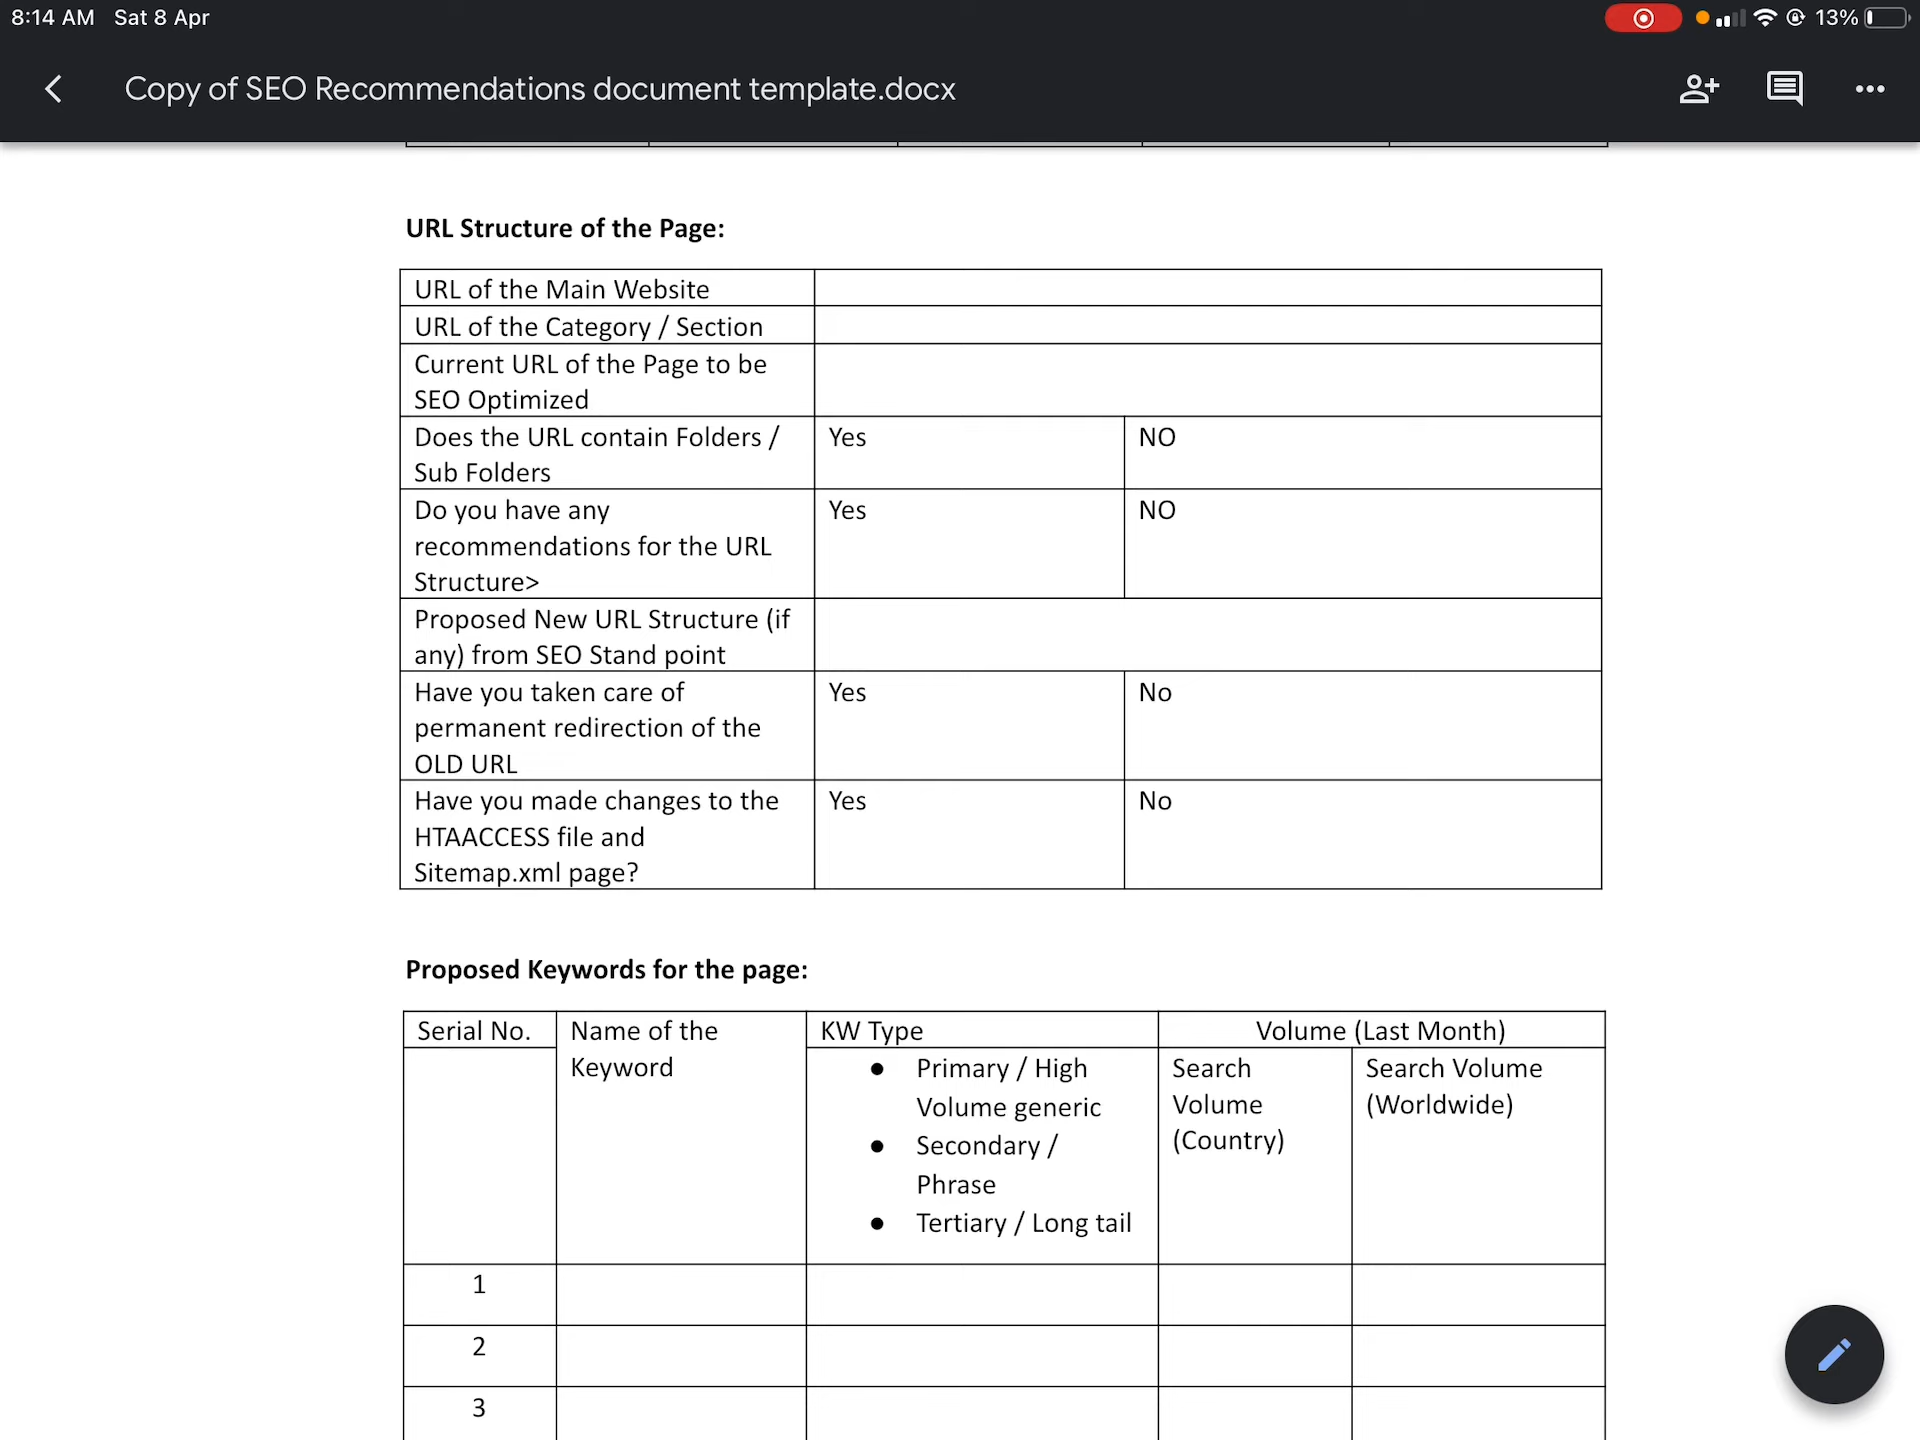 8:14 AM Sat 8 Apr
13%
Copy of SEO Recommendations document template.docx
URL Structure of the Page:
URL of the Main Website
URL of the Category / Section
Current URL of the Page to be
SEO Optimized
Does the URL contain Folders / Yes NO
Sub Folders
Do you have any Yes NO
recommendations for the URL
Structure>
Proposed New URL Structure (if
any) from SEO Stand point
Have you taken care of Yes No
permanent redirection of the
OLD URL
Have you made changes to the Yes No
HTAACCESS file and
Sitemap.xml page?
Proposed Keywords for the page:
Serial No. Name of the KW Type Volume (Last Month)
Keyword ● Primary / High Search Search Volume
Volume generic Volume (Worldwide)
● Secondary / (Country)
Phrase
● Tertiary / Long tail
1
2
3